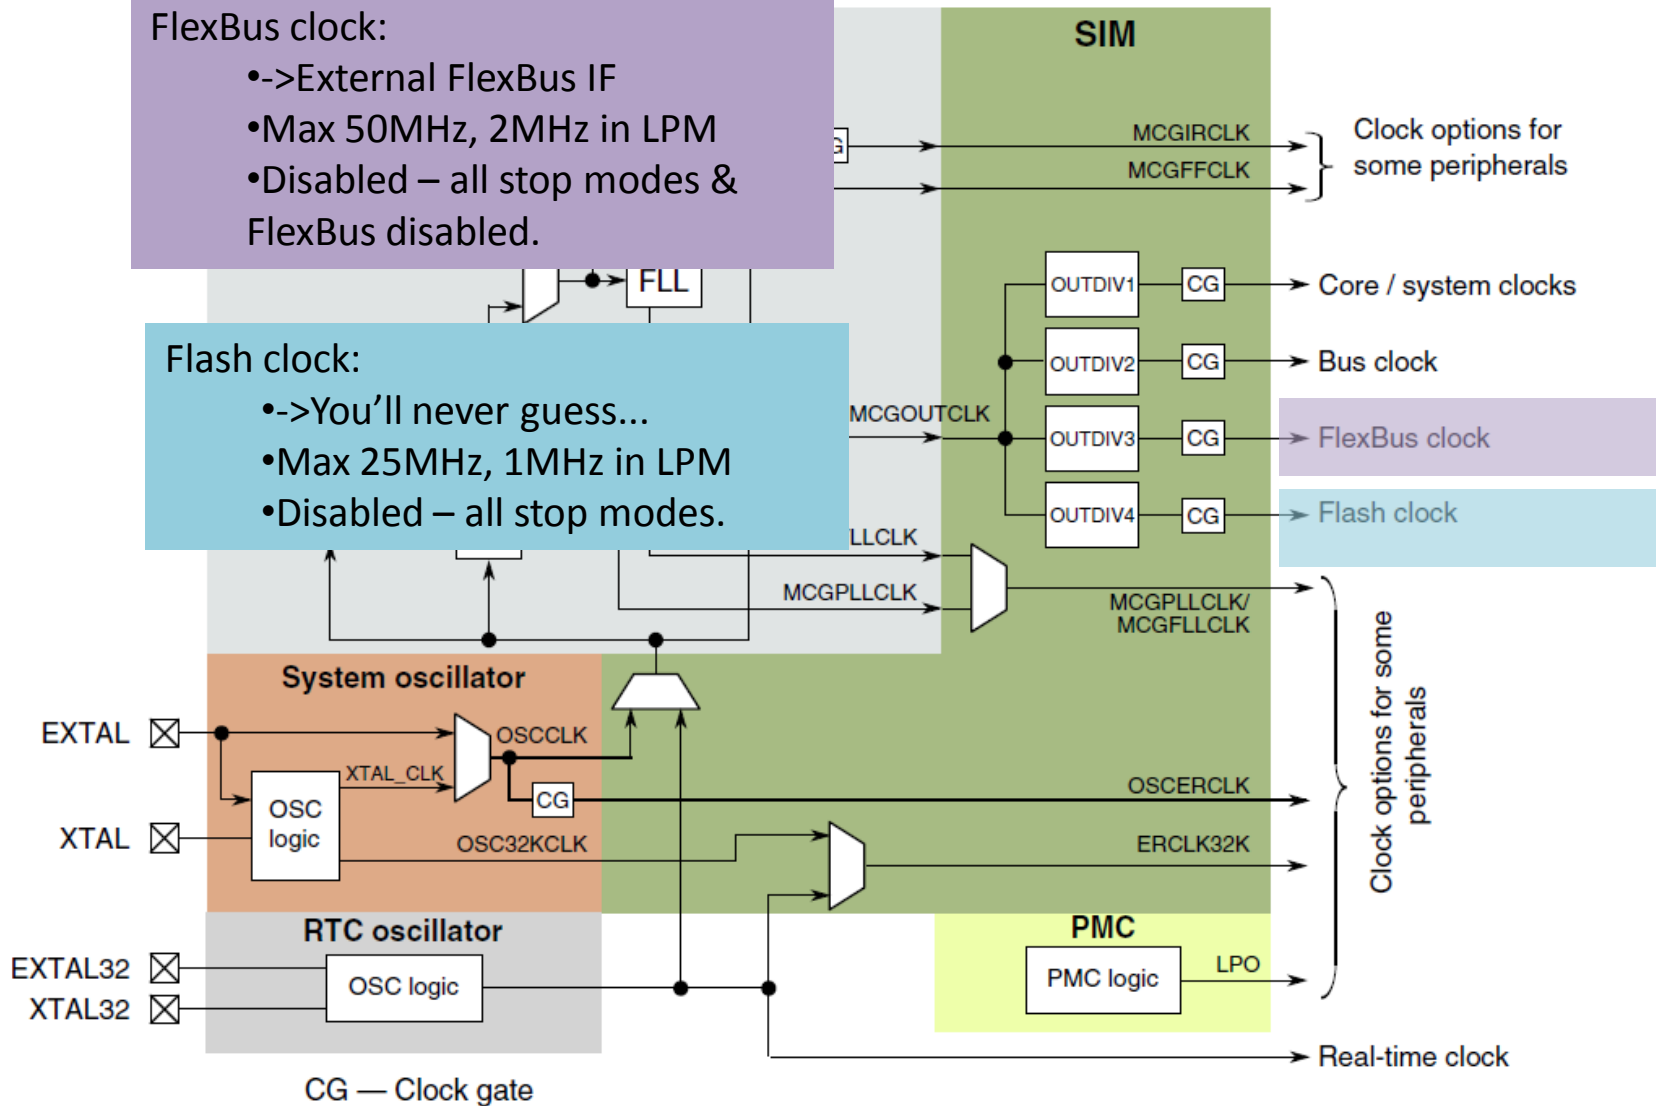 FlexBus clock:
•->External FlexBus IF
•Max 50MHz, 2MHz in LPM
•Disabled – all stop modes &
FlexBus disabled.
SIM
MCGIRCLK
MCGFFCLK
Clock options for
some peripherals
FLL
OUTDIV1
CG
Core / system clocks
Flash clock:
•->You’ll never guess...
•Max 25MHz, 1MHz in LPM
•Disabled – all stop modes.
OUTDIV2
CG
Bus clock
MCGOUTCLK
OUTDIV3
CG
FlexBus clock
OUTDIV4
CG
Flash clock
LLCLK
MCGPLLCLK
MCGPLLCLK/
MCGFLLCLK
Clock options for some
peripherals
System oscillator
EXTAL
OSCCLK
XTAL_CLK
OSC
logic
CG
OSCERCLK
XTAL
OSC32KCLK
ERCLK32K
RTC oscillator
PMC
EXTAL32
XTAL32
OSC logic
PMC logic
LPO
Real-time clock
CG — Clock gate